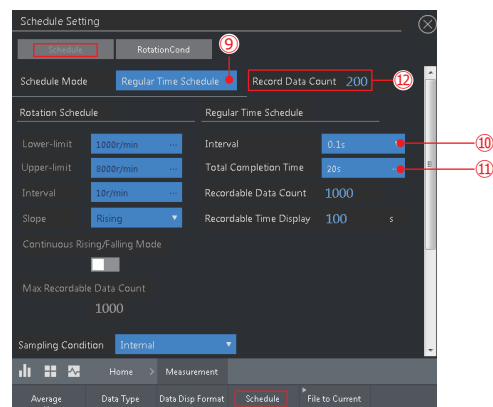 Schedule Setting
Schedule RotationCond ⑨
Schedule Mode Regular Time Schedule Record Data Count 200 ⑫
Rotation Schedule Regular Time Schedule
Lower-limit 1000r/min ... Interval 0.1s ⑩
Upper-limit 8000r/min ... Total Completion Time 20s ⑪
Interval 10r/min ... Recordable Data Count 1000
Slope Rising Recordable Time Display 100 s
Continuous Rising/Falling Mode
Max Recordable Data Count
1000
Sampling Condition Internal
Home > Measurement
Average Data Type Data Disp Format Schedule File to Current